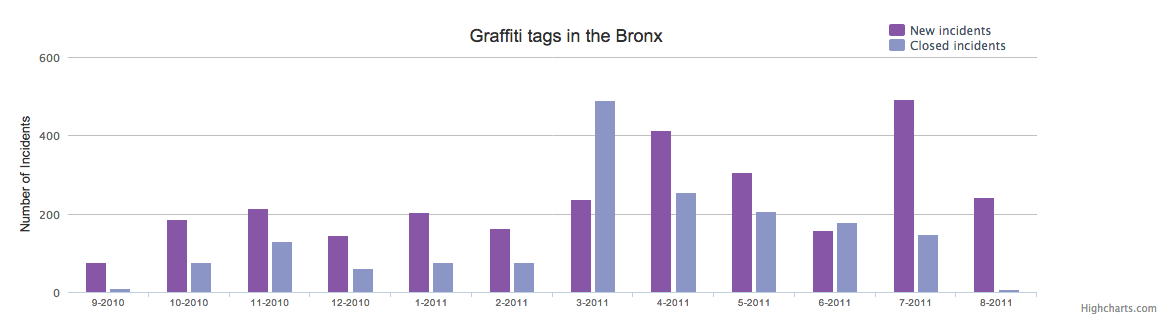 Graffiti tags in the Bronx
New incidents
Closed incidents
Number of Incidents
600
400
200
0
9-2010 10-2010 11-2010 12-2010 1-2011 2-2011 3-2011 4-2011 5-2011 6-2011 7-2011 8-2011
Highcharts.com